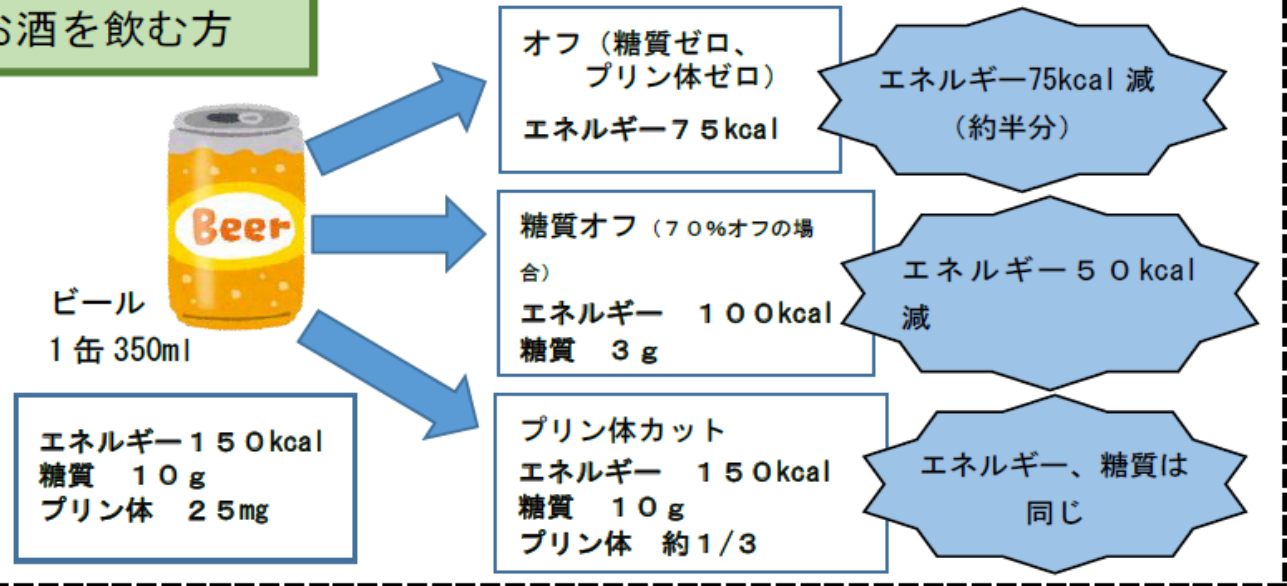 お酒を飲む方
Beer
ビール
1缶350ml
エネルギー150kcal
糖質 10g
プリン体 25mg
オフ(糖質ゼロ、
プリン体ゼロ)
エネルギー75kcal
エネルギー75kcal減
(約半分)
糖質オフ(70%オフの場
合)
エネルギー 100kcal
糖質 3g
エネルギー50kcal
減
プリン体カット
エネルギー 150kcal
糖質 10g
プリン体 約1/3
エネルギー、糖質は
同じ